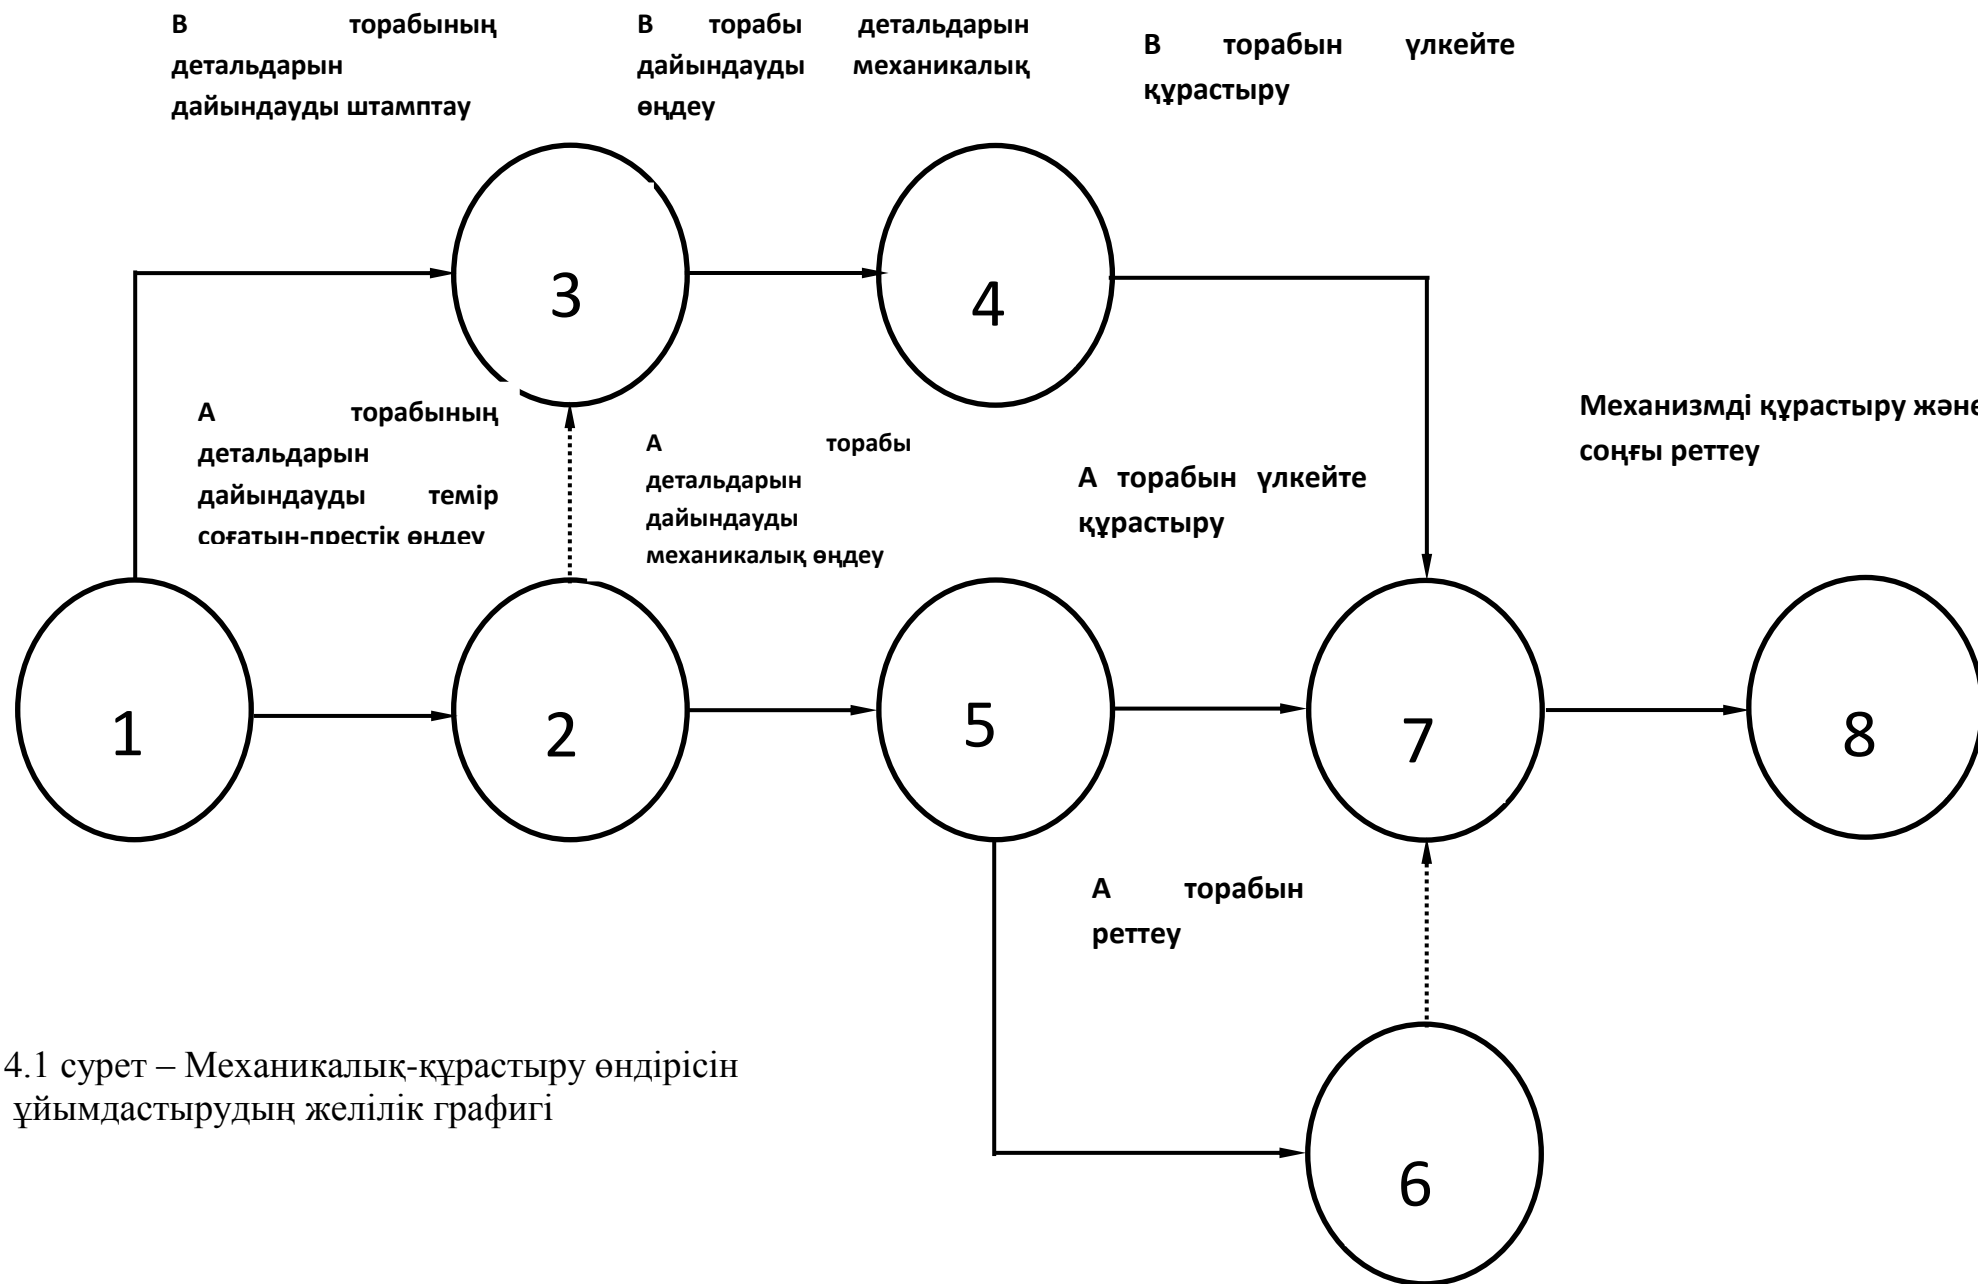 В торабының
детальдарын
дайындауды штамптау
В торабы детальдарын
дайындауды механикалық
өңдеу
В торабын үлкейте
құрастыру
3
4
А торабының
детальдарын
дайындауды темір
соғатын-престік өңдеу
А торабы
детальдарын
дайындауды
механикалық өңдеу
А торабын үлкейте
құрастыру
Механизмді құрастыру және
соңғы реттеу
1
2
5
7
8
А торабын
реттеу
6
4.1 сурет – Механикалық-құрастыру өндірісін
ұйымдастырудың желілік графигі